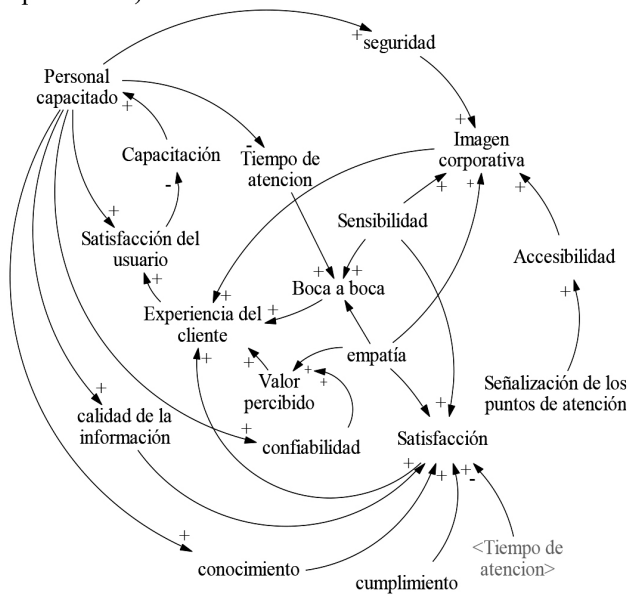 +
seguridad
Personal
capacitado
+
+
-
Imagen
corporativa
Capacitación
Tiempo de
atencion
-
+
+
+
+
Sensibilidad
Satisfacción del
usuario
Accesibilidad
+
+
+
Boca a boca
+
+
+
Experiencia del
cliente
+
+
+
empatía
Valor
percibido
+
+
Señalización de los
puntos de atención
+
calidad de la
información
+
confiabilidad
+
Satisfacción
+
+
+
-
+
conocimiento
cumplimiento
<Tiempo de
atencion>